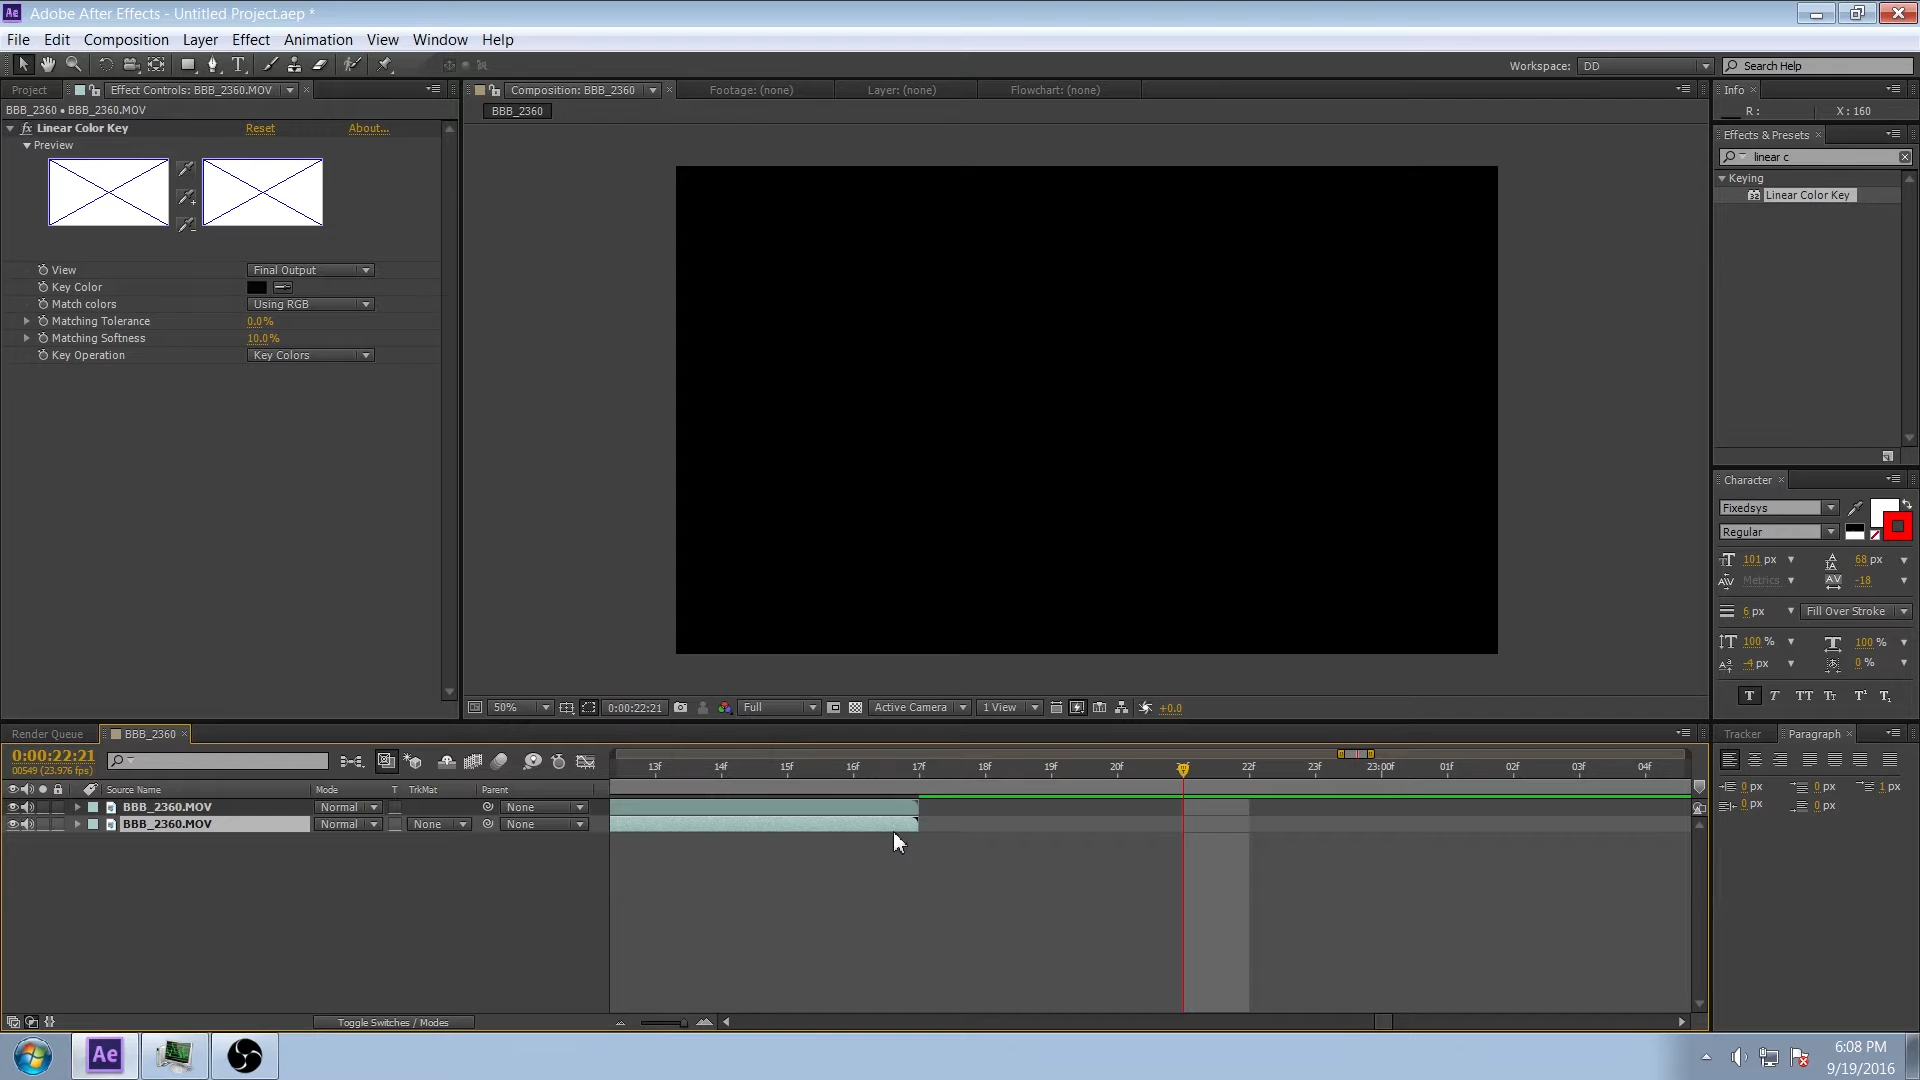 Adobe After Effects - Untitled Project.aep *
File Edit Composition Layer Effect Animation View Window Help
Workspace: DD Search Help
Project Effect Controls: BBB_2360.MOV
Composition: BBB_2360 Footage: (none) Layer: (none) Flowchart: (none)
Info
BBB_2360 • BBB_2360.MOV
BBB_2360
R: X: 160
fx Linear Color Key Reset About...
Preview
Effects & Presets
linear c
Keying
32 Linear Color Key
View Final Output
Key Color
Match colors Using RGB
Matching Tolerance 0.0%
Matching Softness 10.0%
Key Operation Key Colors
Character
Fixedsys
Regular
101 px 68 px
Metrics -18
6 px Fill Over Stroke
100 % 100 %
-4 px 0 %
T T TT Tt T¹ T₁
50% 0:00:22:21 Full Active Camera 1 View +0.0
Render Queue BBB_2360
Tracker Paragraph
0:00:22:21
00549 (23.976 fps)
13f 14f 15f 16f 17f 18f 19f 20f 22f 23:00f 01f 02f 03f 04f
Source Name Mode T TrkMat Parent
BBB_2360.MOV Normal None
BBB_2360.MOV Normal None None
0 px 0 px 1 px
0 px 0 px
Toggle Switches / Modes
Ae
6:08 PM
9/19/2016